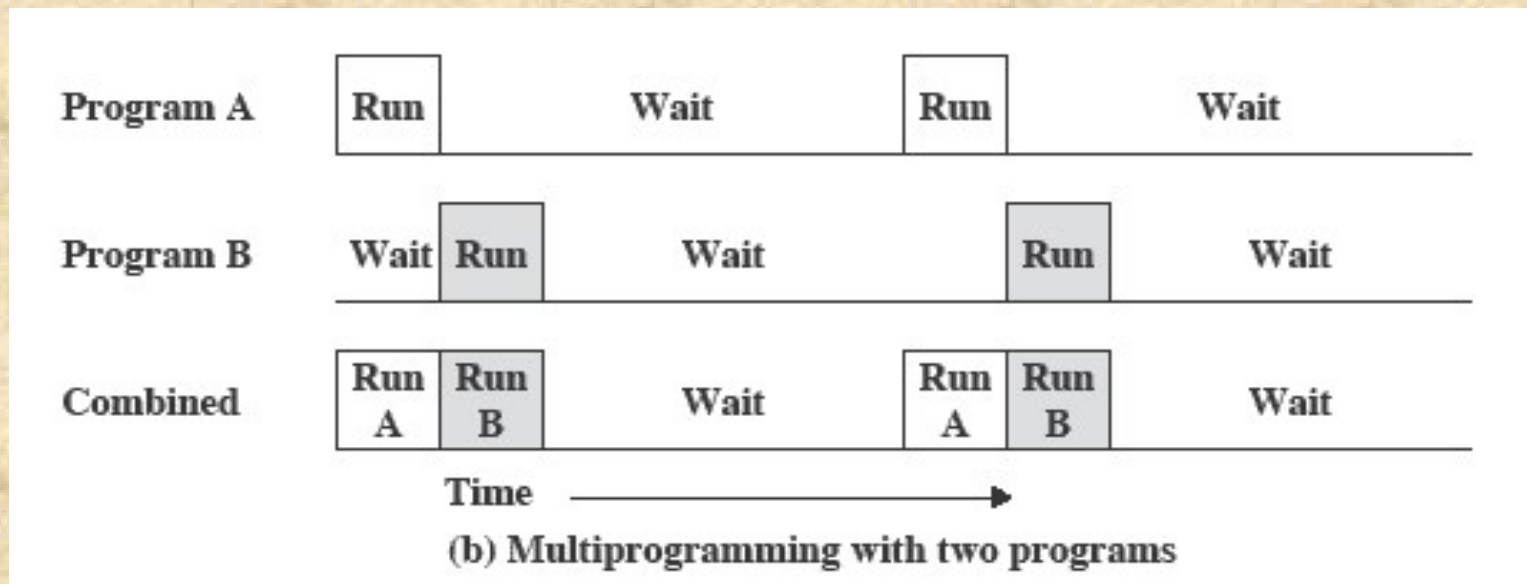 Program A Run Wait Run Wait
Program B Wait Run Wait Run Wait
Combined Run A Run B Wait Run A Run B Wait
Time
(b) Multiprogramming with two programs